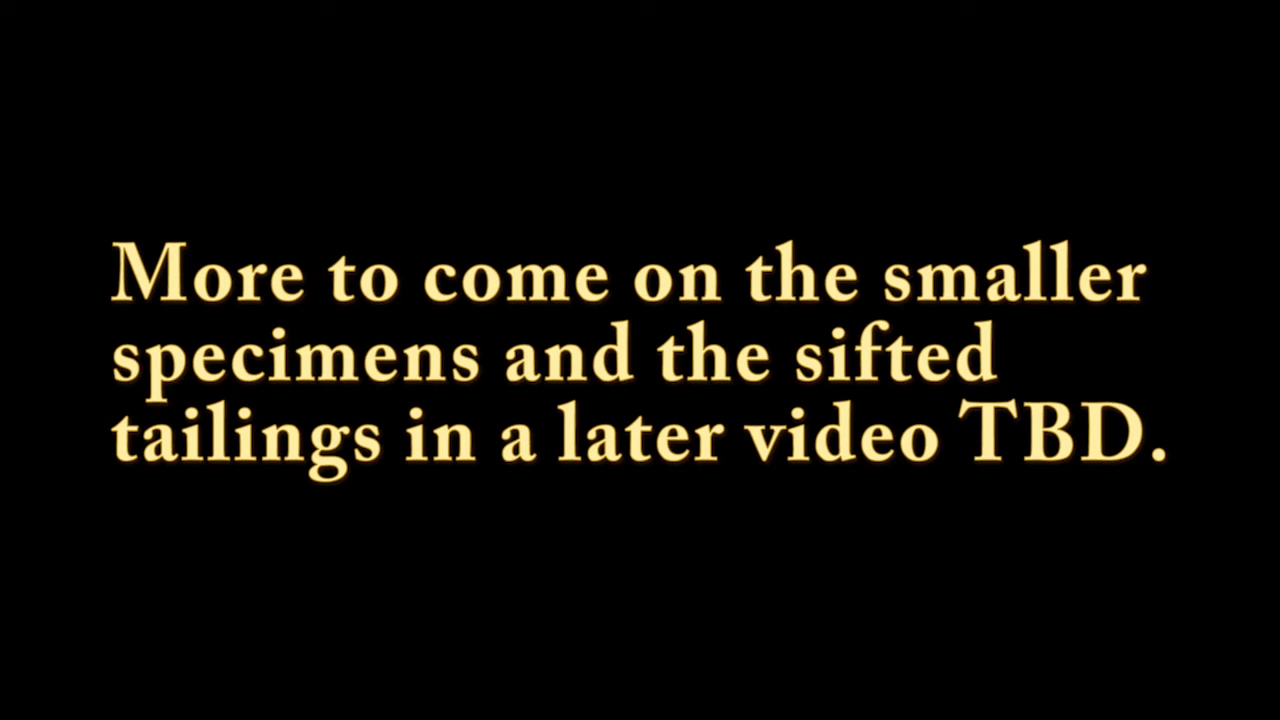 More to come on the smaller
specimens and the sifted
tailings in a later video TBD.